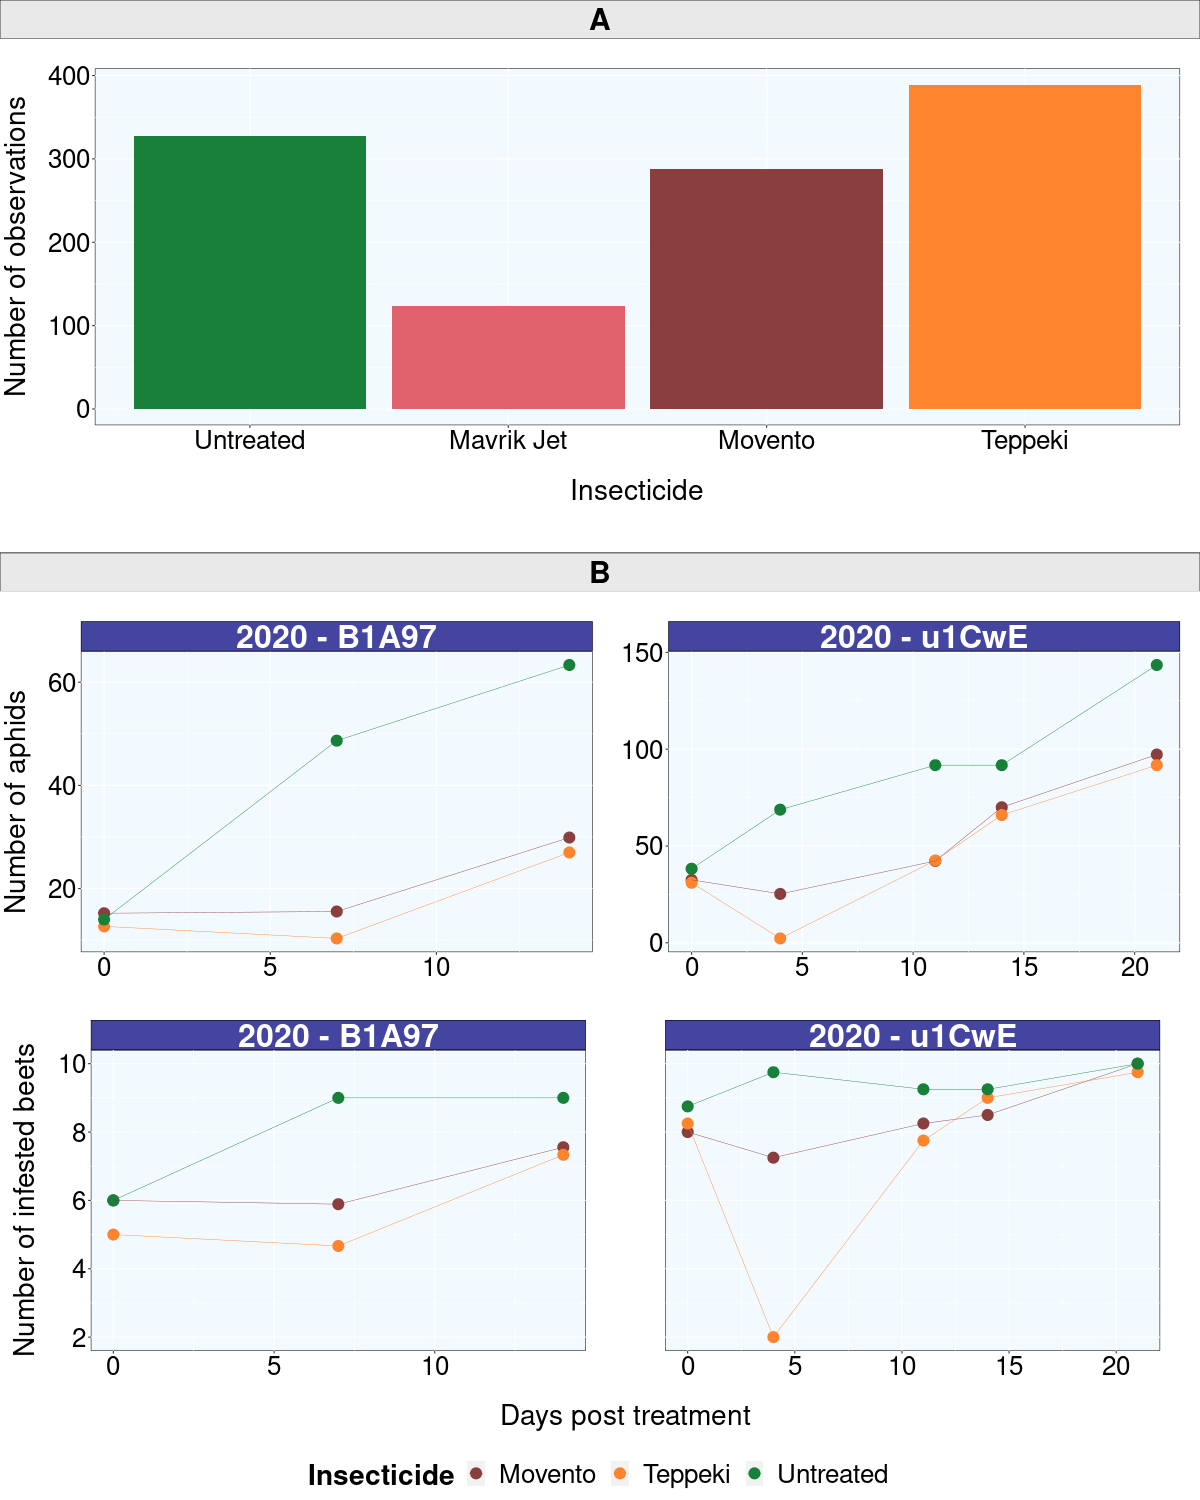 A
Number of observations
400
300
200
100
0
Untreated Mavrik Jet Movento Teppeki
Insecticide
B
2020 - B1A97 2020 - u1CwE
Number of aphids
60
40
20
0 5 10
150
100
50
0
0 5 10 15 20
2020 - B1A97 2020 - u1CwE
Number of infested beets
10
8
6
4
2
0 5 10
0 5 10 15 20
Days post treatment
Insecticide Movento Teppeki Untreated